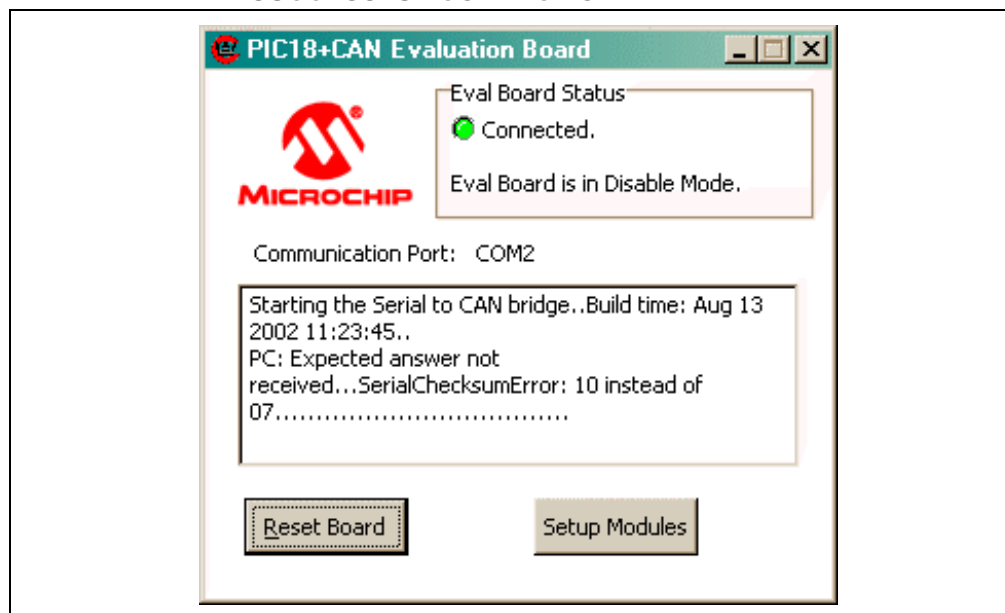 PIC18+CAN Evaluation Board
Eval Board Status
Connected.
Eval Board is in Disable Mode.
MICROCHIP
Communication Port: COM2
Starting the Serial to CAN bridge..Build time: Aug 13
2002 11:23:45..
PC: Expected answer not
received...SerialChecksumError: 10 instead of
07....................................
Reset Board
Setup Modules